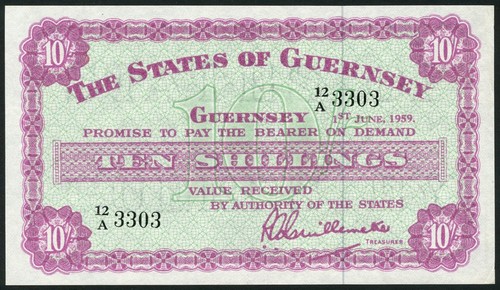 10/- 10/-
THE STATES OF GUERNSEY
12/A 3303
GUERNSEY 1ST JUNE, 1959.
PROMISE TO PAY THE BEARER ON DEMAND
10
TEN SHILLINGS
VALUE RECEIVED
BY AUTHORITY OF THE STATES
12/A 3303
TREASURER
10/- 10/-